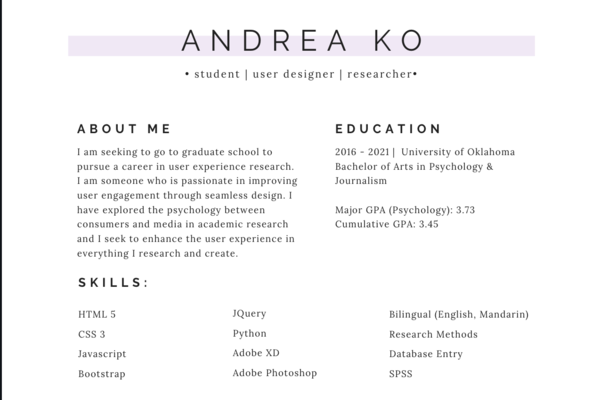 ANDREA KO
• student | user designer | researcher•
ABOUT ME
I am seeking to go to graduate school to
pursue a career in user experience research.
I am someone who is passionate in improving
user engagement through seamless design. I
have explored the psychology between
consumers and media in academic research
and I seek to enhance the user experience in
everything I research and create.
EDUCATION
2016 - 2021 | University of Oklahoma
Bachelor of Arts in Psychology &
Journalism
Major GPA (Psychology): 3.73
Cumulative GPA: 3.45
SKILLS:
HTML 5
CSS 3
Javascript
Bootstrap
JQuery
Python
Adobe XD
Adobe Photoshop
Bilingual (English, Mandarin)
Research Methods
Database Entry
SPSS